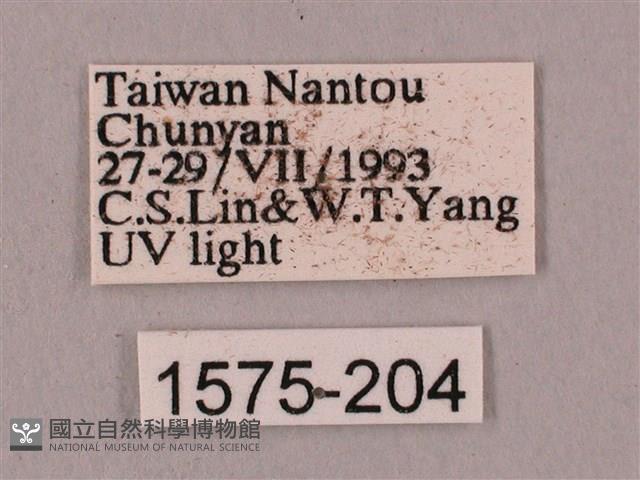 Taiwan Nantou
Chunyan
27-29/VII/1993
C.S.Lin&W.T.Yang
UV light
1575-204
國立自然科學博物館
NATIONAL MUSEUM OF NATURAL SCIENCE